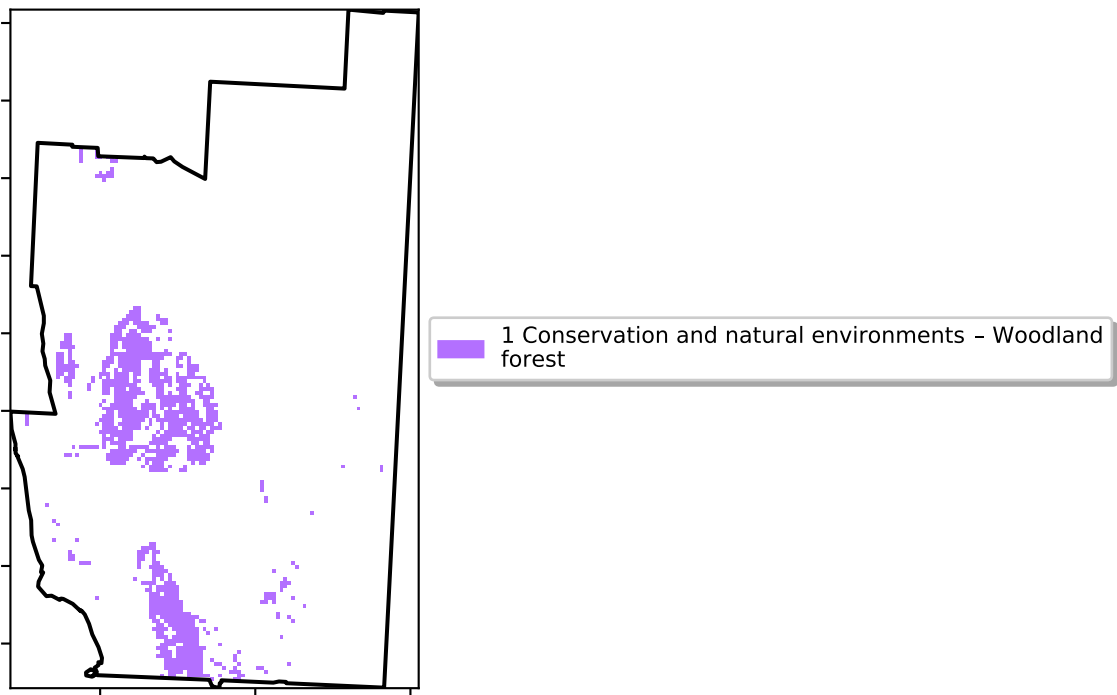 1 Conservation and natural environments – Woodland
forest